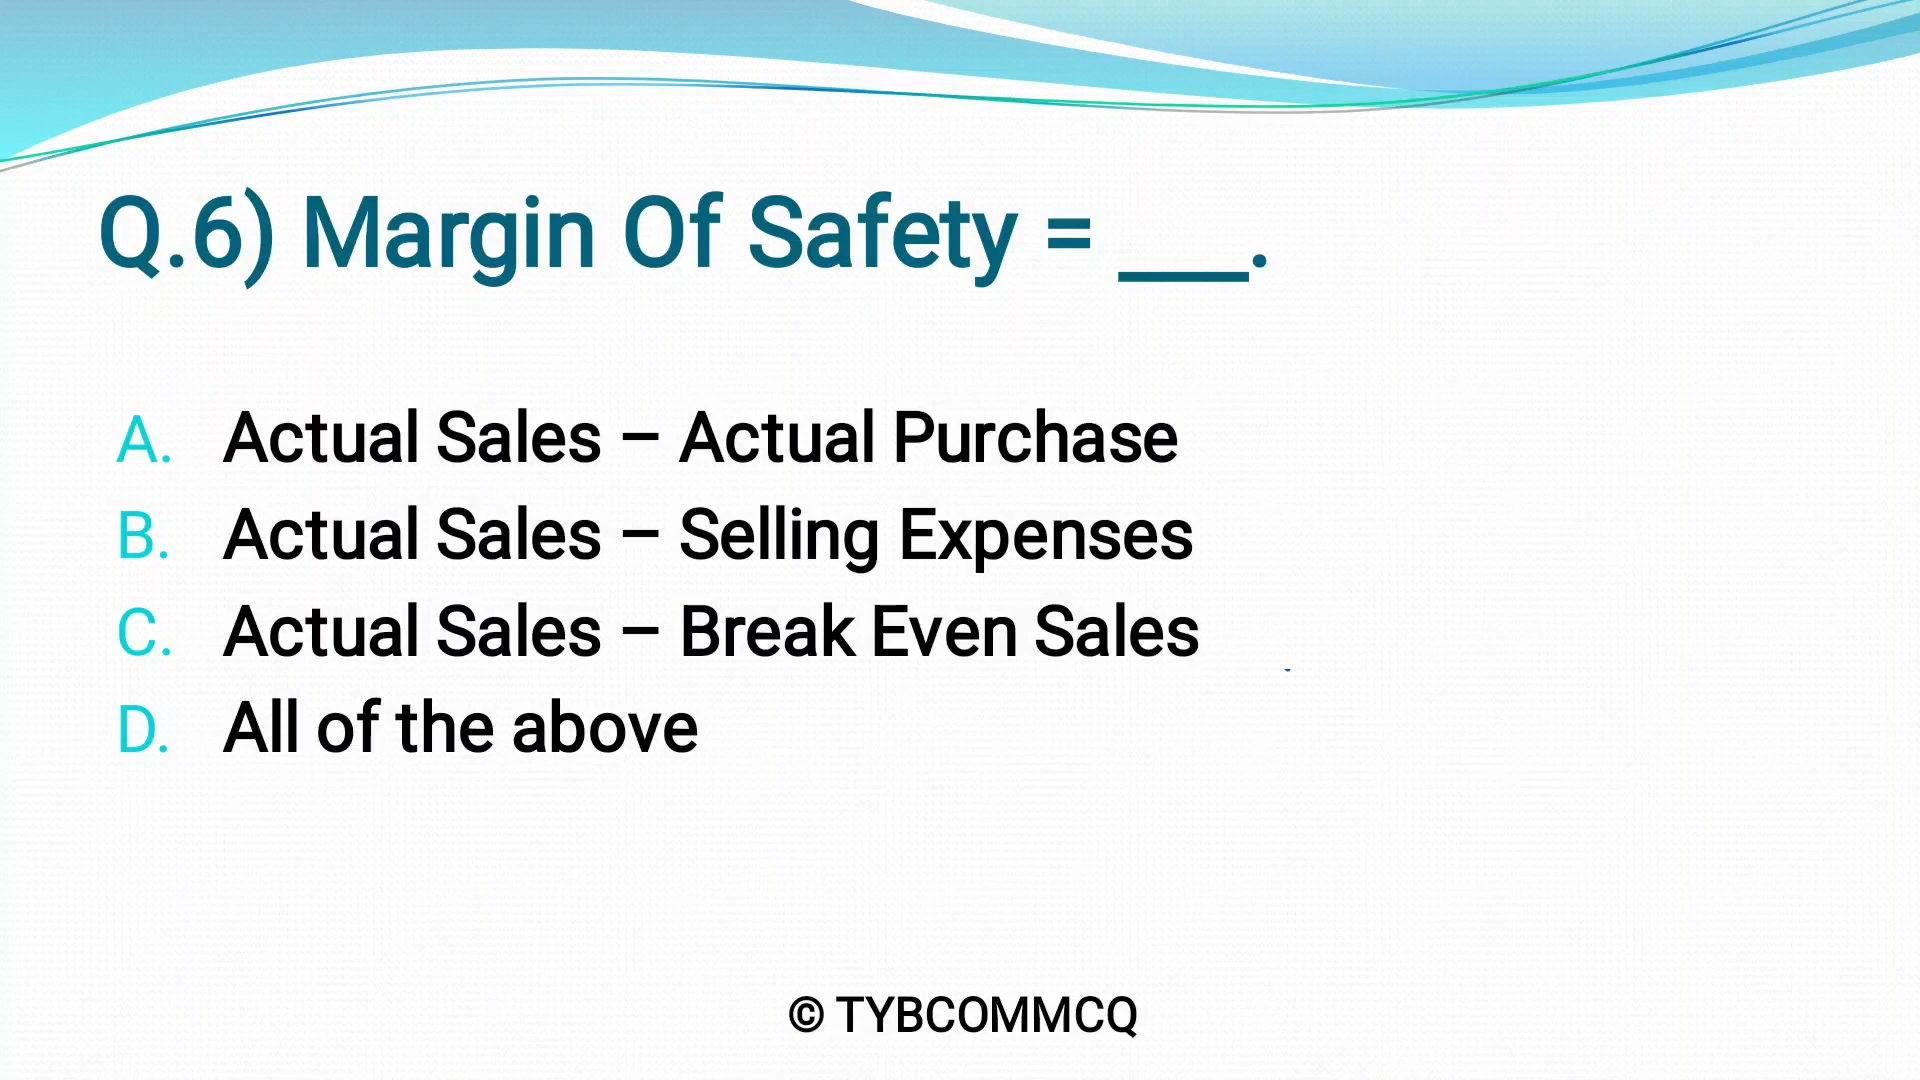 Q.6) Margin Of Safety = ___.
A. Actual Sales – Actual Purchase
B. Actual Sales – Selling Expenses
C. Actual Sales – Break Even Sales
D. All of the above
© TYBCOMMCQ